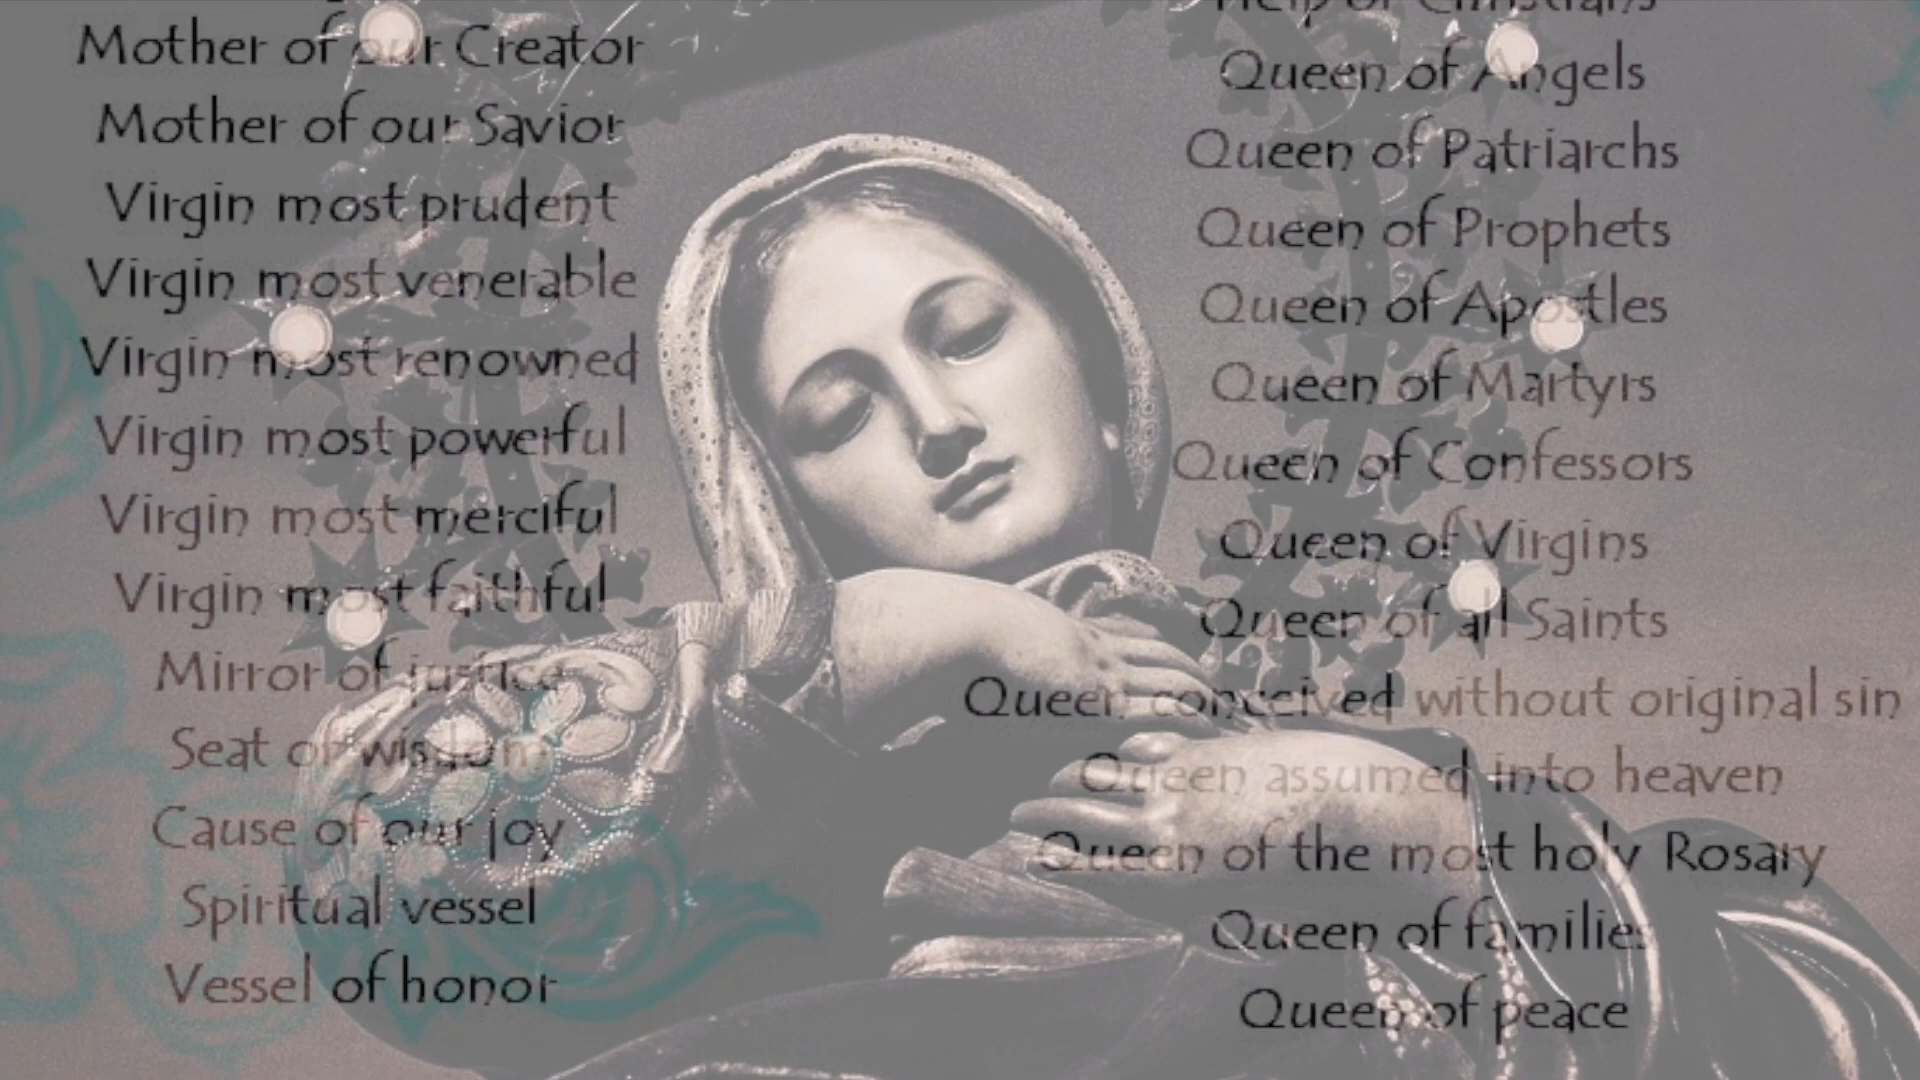 Mother of our Creator
Mother of our Savior
Virgin most prudent
Virgin most venerable
Virgin most renowned
Virgin most powerful
Virgin most merciful
Virgin most faithful
Mirror of justice
Seat of wisdom
Cause of our joy
Spiritual vessel
Vessel of honor
Help of Christians
Queen of Angels
Queen of Patriarchs
Queen of Prophets
Queen of Apostles
Queen of Martyrs
Queen of Confessors
Queen of Virgins
Queen of all Saints
Queen conceived without original sin
Queen assumed into heaven
Queen of the most holy Rosary
Queen of families
Queen of peace